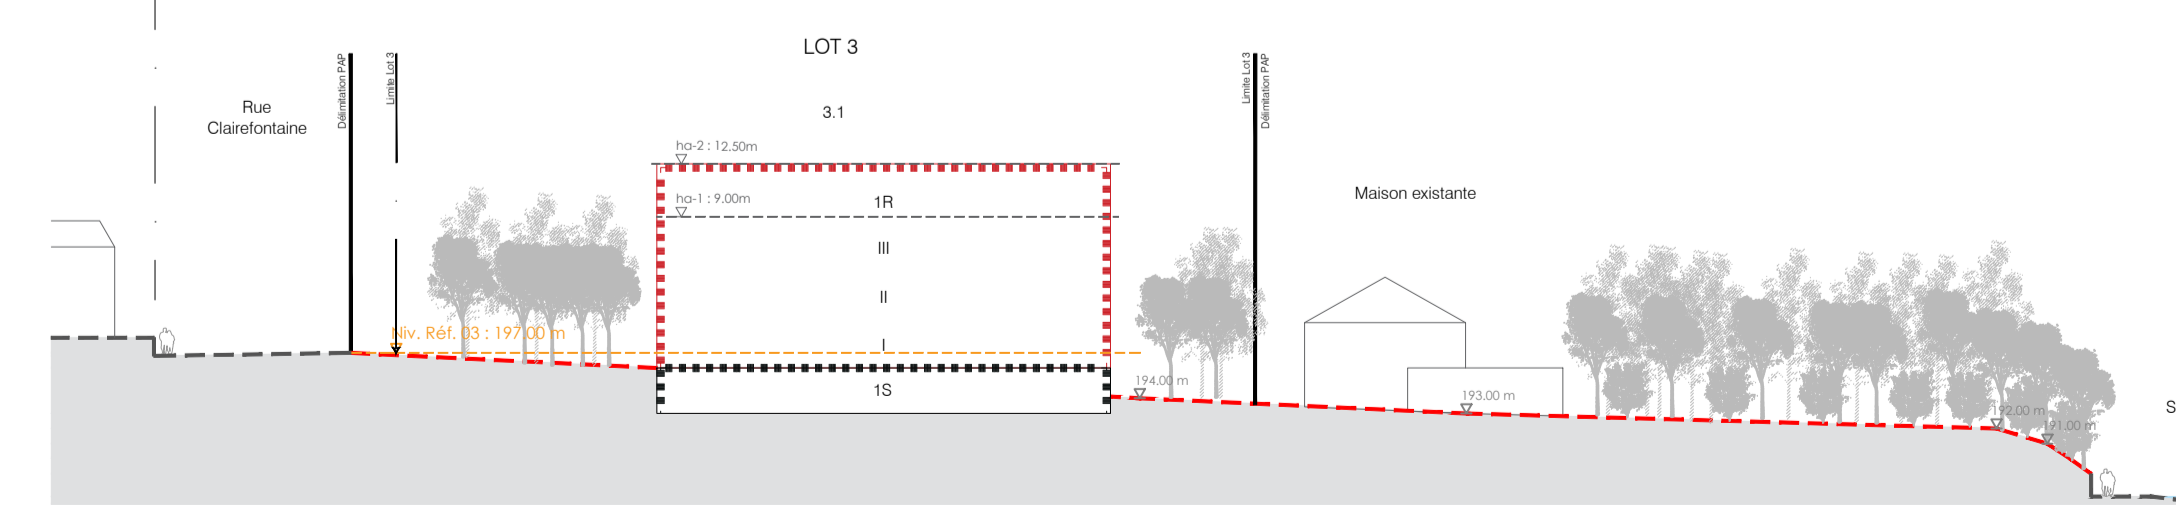 LOT 3
3.1
Rue
Clairefontaine
Délimitation PAP
Limite Lot 3
Limite Lot 3
Délimitation PAP
ha-2 : 12.50m
ha-1 : 9.00m
1R
III
II
I
1S
Niv. Réf. 03 : 197.00 m
Maison existante
194.00 m
193.00 m
192.00 m
191.00 m
S